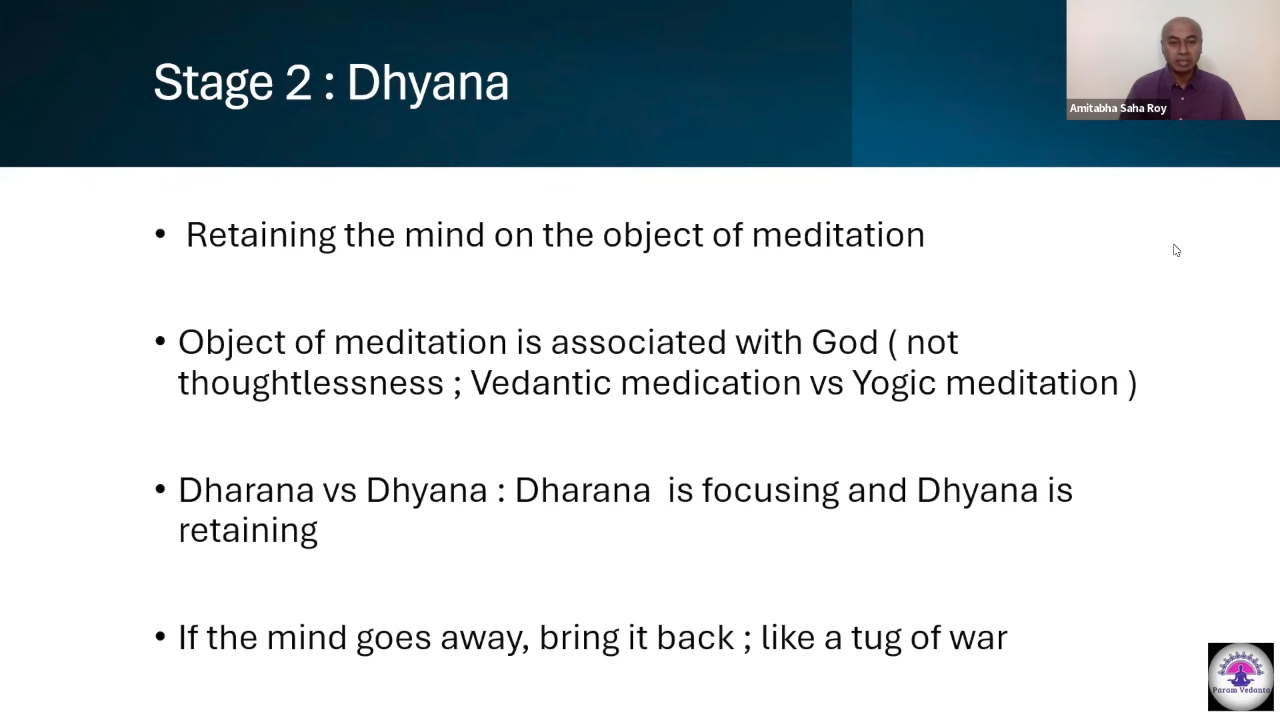 Stage 2 : Dhyana
Amitabha Saha Roy
• Retaining the mind on the object of meditation
• Object of meditation is associated with God ( not
thoughtlessness ; Vedantic medication vs Yogic meditation )
• Dharana vs Dhyana : Dharana is focusing and Dhyana is
retaining
• If the mind goes away, bring it back ; like a tug of war
Param Vedanta